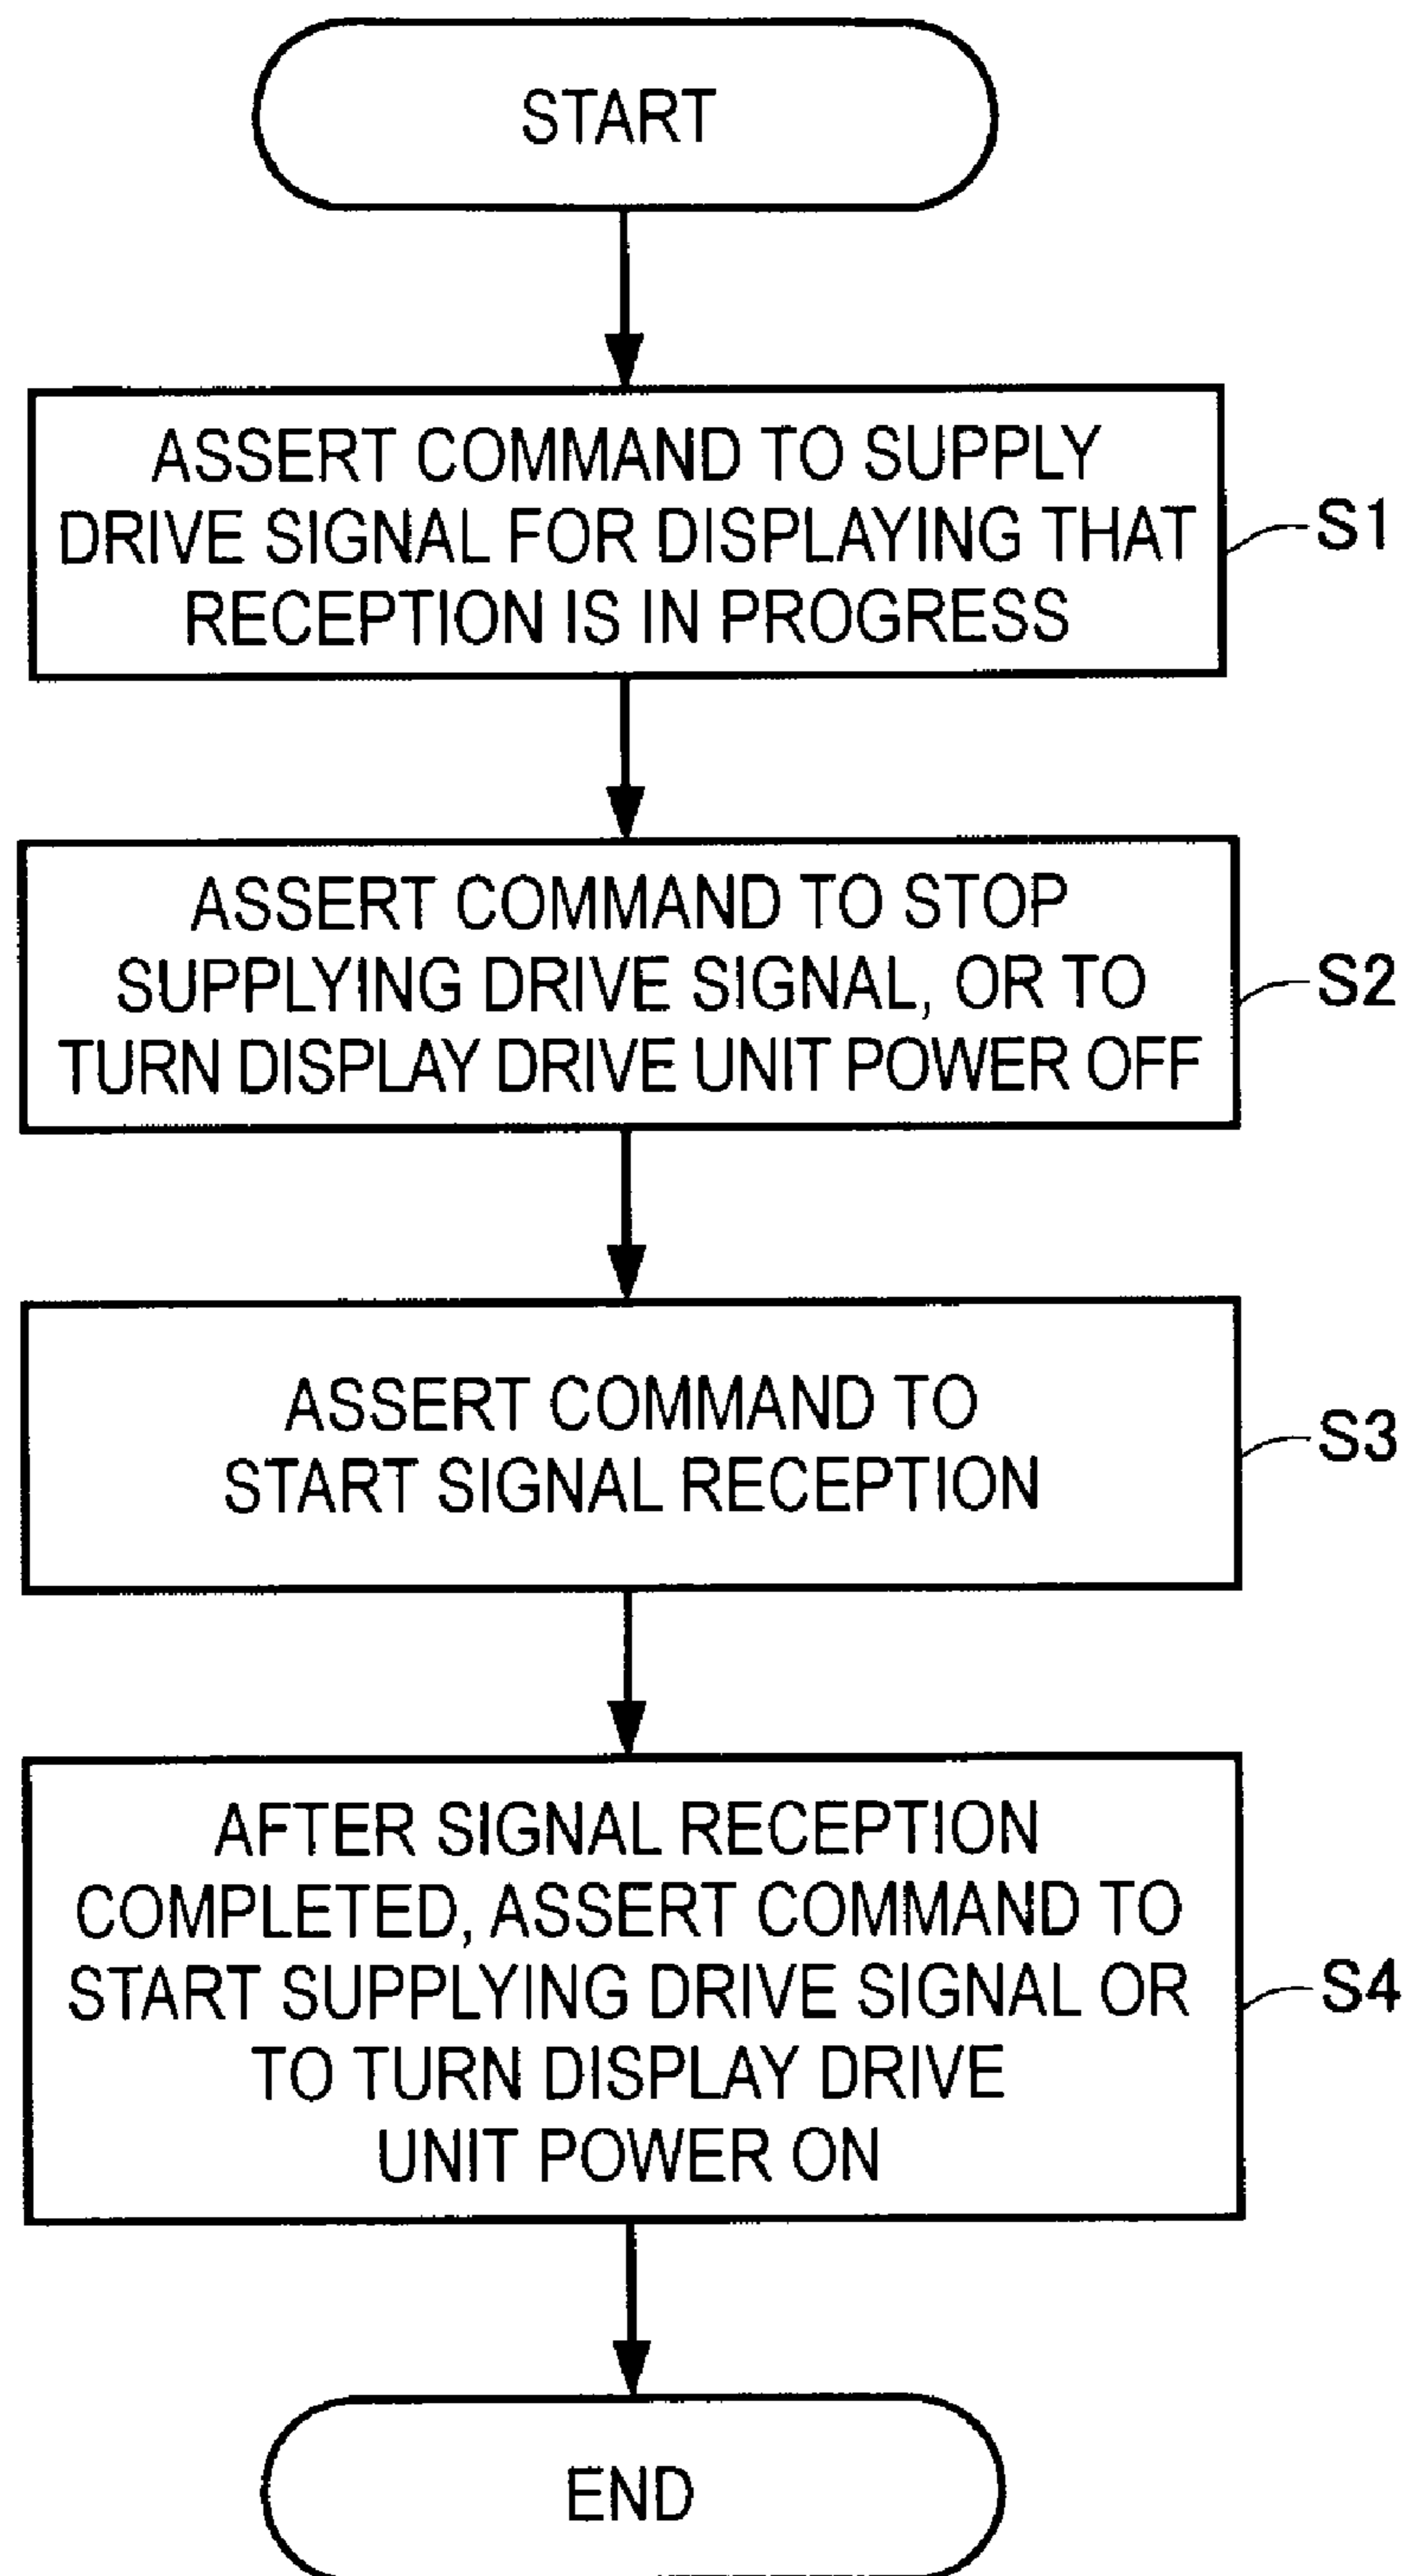 START
ASSERT COMMAND TO SUPPLY
DRIVE SIGNAL FOR DISPLAYING THAT
RECEPTION IS IN PROGRESS
S1
ASSERT COMMAND TO STOP
SUPPLYING DRIVE SIGNAL, OR TO
TURN DISPLAY DRIVE UNIT POWER OFF
S2
ASSERT COMMAND TO
START SIGNAL RECEPTION
S3
AFTER SIGNAL RECEPTION
COMPLETED, ASSERT COMMAND TO
START SUPPLYING DRIVE SIGNAL OR
TO TURN DISPLAY DRIVE
UNIT POWER ON
S4
END